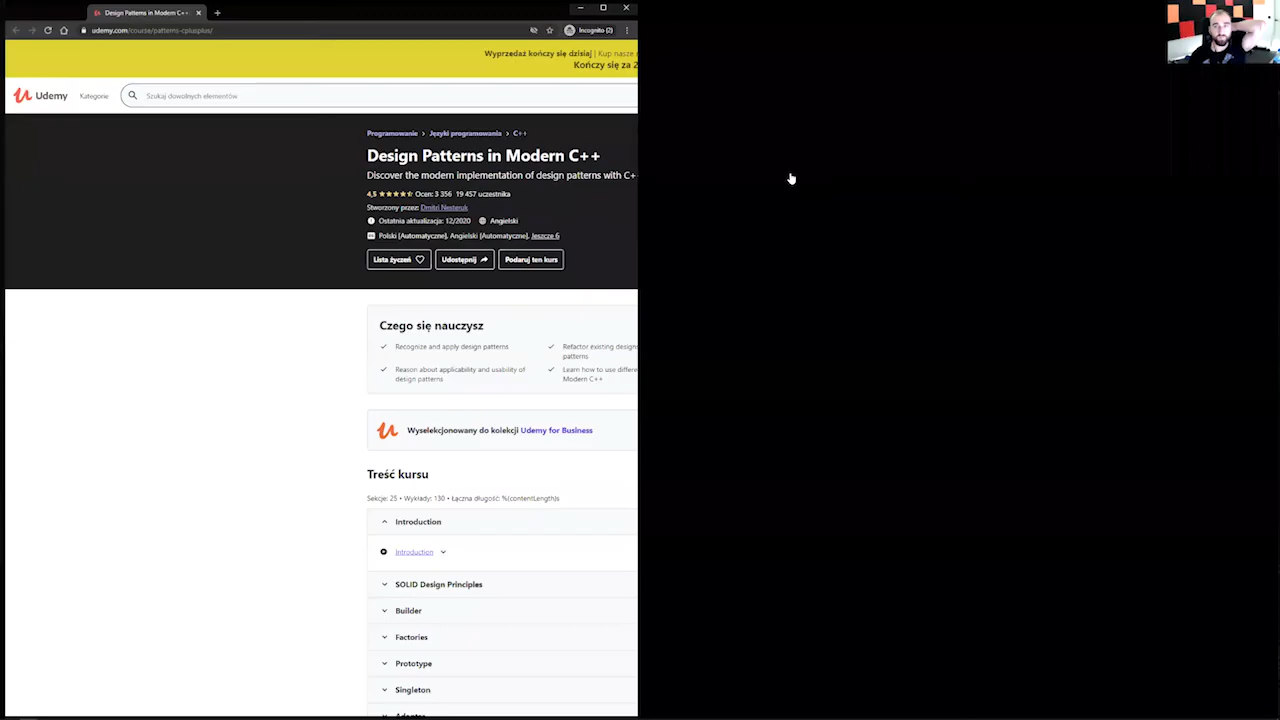 Design Patterns in Modern C++
udemy.com/course/patterns-cplusplus/
Incognito (2)
Wyprzedaż kończy się dzisiaj | Kup nasze
Kończy się za 2
Udemy
Kategorie
Szukaj dowolnych elementów
Programowanie > Języki programowania > C++
Design Patterns in Modern C++
Discover the modern implementation of design patterns with C+
4,5 Ocen: 3 356 19 457 uczestnika
Stworzony przez: Dmitri Nesteruk
Ostatnia aktualizacja: 12/2020 Angielski
Polski [Automatyczne], Angielski [Automatyczne], Jeszcze 6
Lista życzeń Udostępnij Podaruj ten kurs
Czego się nauczysz
Recognize and apply design patterns
Reason about applicability and usability of
design patterns
Refactor existing designs
patterns
Learn how to use differe
Modern C++
Wyselekcjonowany do kolekcji Udemy for Business
Treść kursu
Sekcje: 25 • Wykłady: 130 • Łączna długość: %(contentLength)s
Introduction
Introduction
SOLID Design Principles
Builder
Factories
Prototype
Singleton